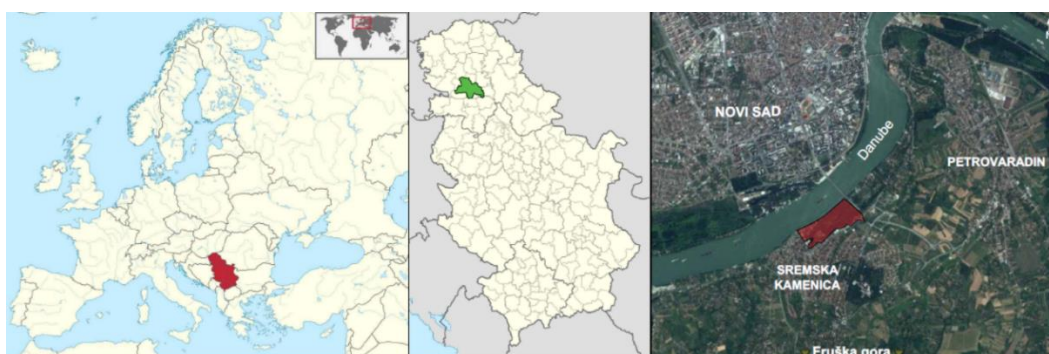 NOVI SAD
Danube
PETROVARADIN
SREMSKA
KAMENICA
Fruška gora